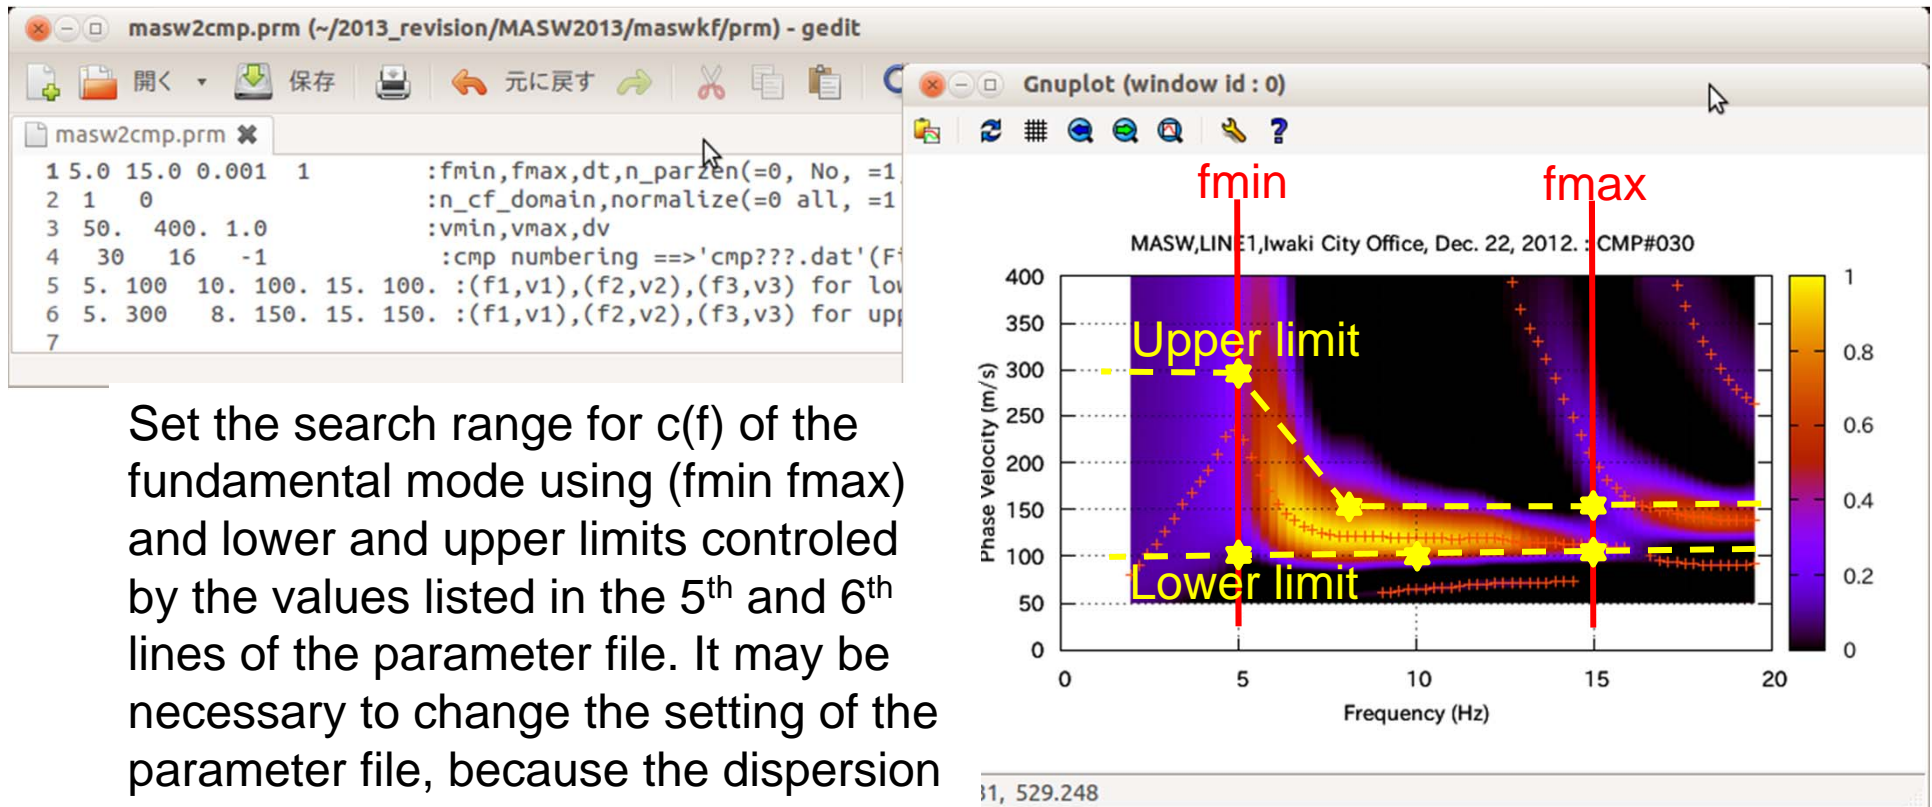 masw2cmp.prm (~/2013_revision/MASW2013/maswkf/prm) - gedit
開く 保存 元に戻す
masw2cmp.prm
1 5.0 15.0 0.001 1 :fmin,fmax,dt,n_parzen(=0, No, =1
2 1 0 :n_cf_domain,normalize(=0 all, =1
3 50. 400. 1.0 :vmin,vmax,dv
4 30 16 -1 :cmp numbering ==>'cmp???.dat'(Fi
5 5. 100 10. 100. 15. 100. :(f1,v1),(f2,v2),(f3,v3) for low
6 5. 300 8. 150. 15. 150. :(f1,v1),(f2,v2),(f3,v3) for upp
7
Set the search range for c(f) of the
fundamental mode using (fmin fmax)
and lower and upper limits controled
by the values listed in the 5th and 6th
lines of the parameter file. It may be
necessary to change the setting of the
parameter file, because the dispersion
Gnuplot (window id : 0)
fmin fmax
MASW,LINE1,Iwaki City Office, Dec. 22, 2012. : CMP#030
Phase Velocity (m/s)
400
350
300
250
200
150
100
50
0
Upper limit
Lower limit
0 5 10 15 20
Frequency (Hz)
1
0.8
0.6
0.4
0.2
0
31, 529.248